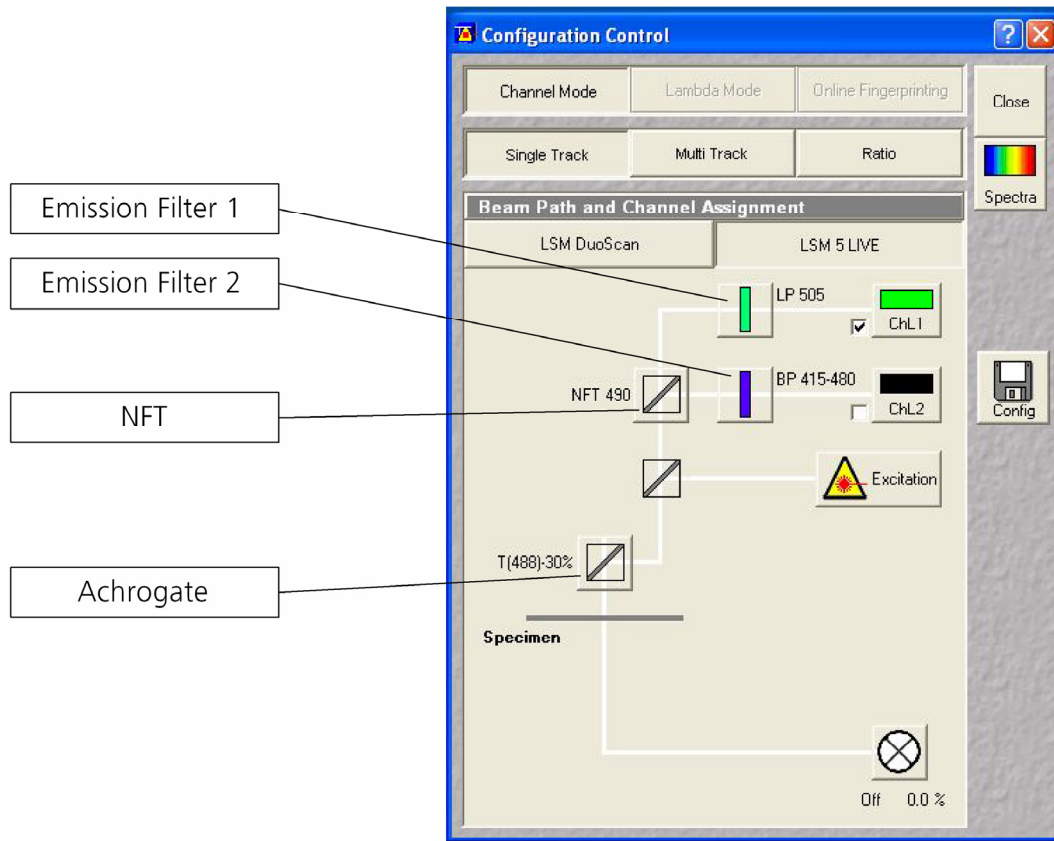 Configuration Control
Channel Mode
Lambda Mode
Online Fingerprinting
Close
Single Track
Multi Track
Ratio
Spectra
Emission Filter 1
Beam Path and Channel Assignment
LSM DuoScan
LSM 5 LIVE
Emission Filter 2
LP 505
ChL1
BP 415-480
NFT 490
ChL2
Config
NFT
Excitation
T(488)-30%
Achrogate
Specimen
Off 0.0 %